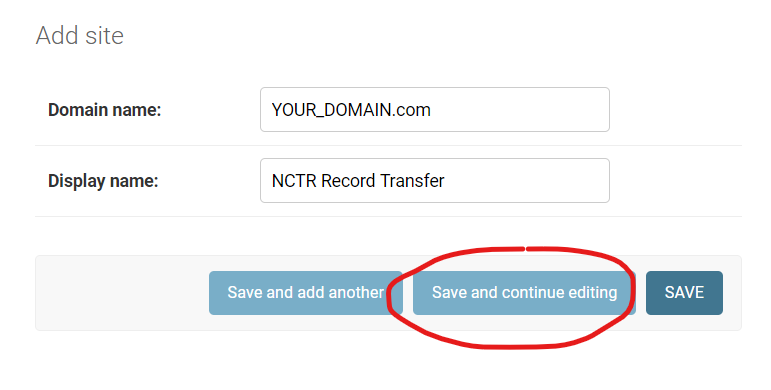 Add site
Domain name: YOUR_DOMAIN.com
Display name: NCTR Record Transfer
Save and add another Save and continue editing SAVE